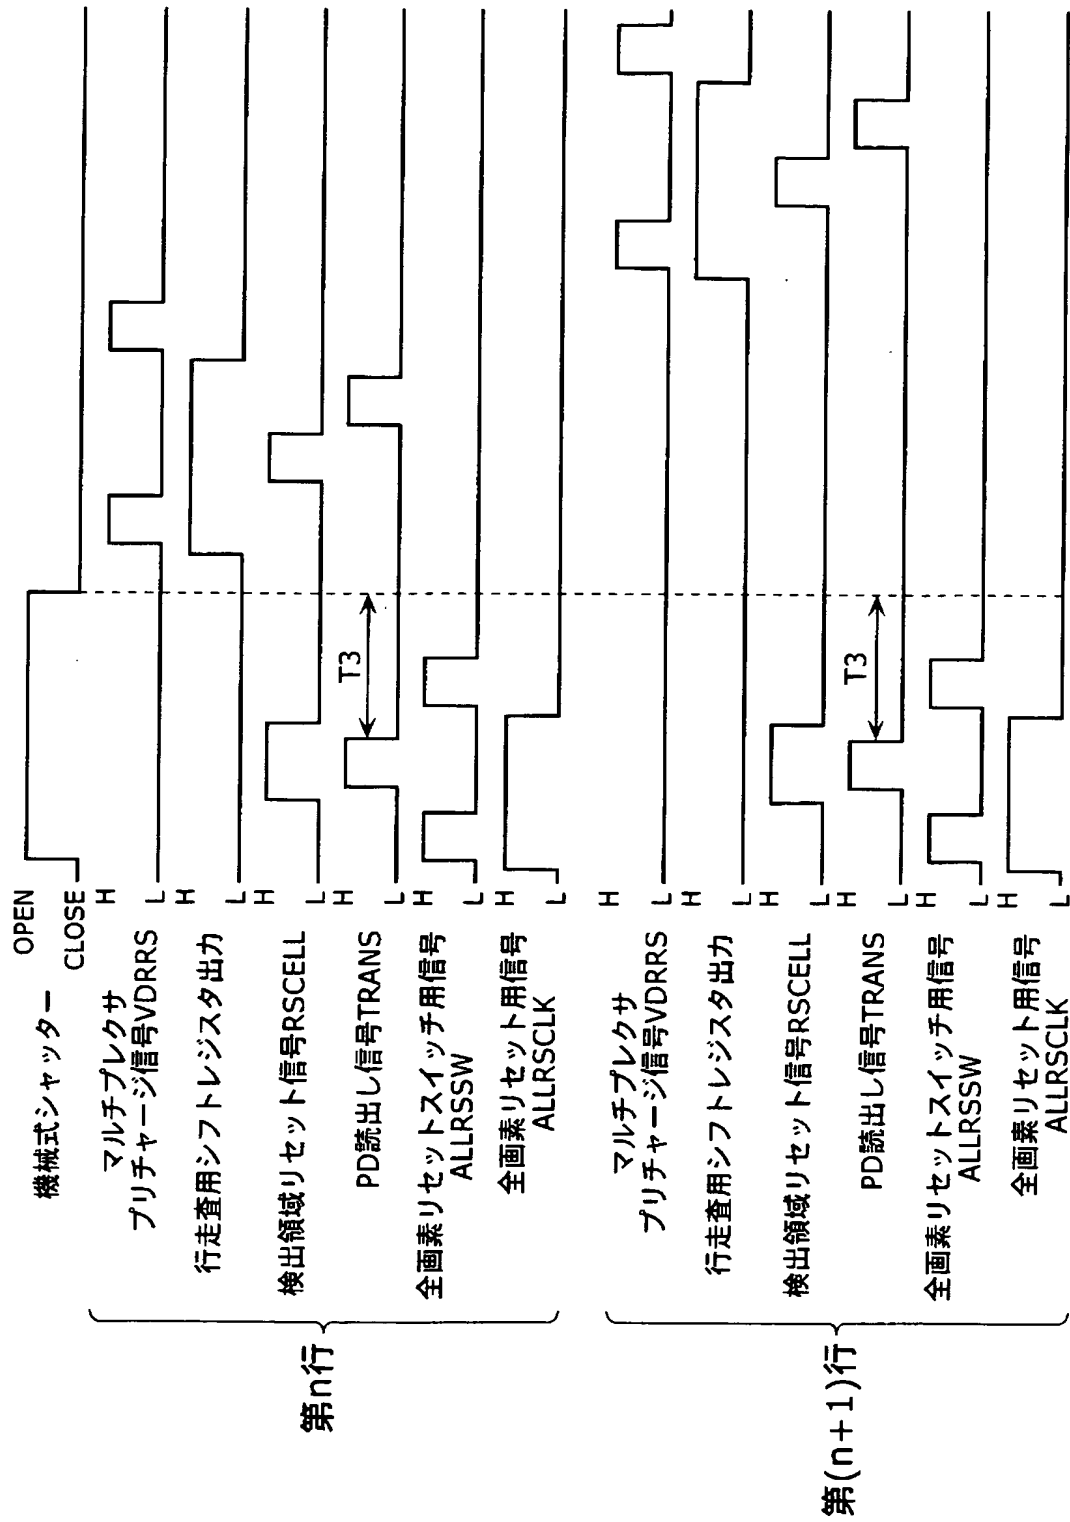 機械式シャッター
OPEN
CLOSE
第n行
マルチプレクサ
プリチャージ信号VDRRS
H
L
行走査用シフトレジスタ出力
H
L
検出領域リセット信号RSCELL
H
L
PD読出し信号TRANS
H
L
T3
全画素リセットスイッチ用信号
ALLRSSW
H
L
全画素リセット用信号
ALLRSCLK
H
L
第(n+1)行
マルチプレクサ
プリチャージ信号VDRRS
H
L
行走査用シフトレジスタ出力
H
L
検出領域リセット信号RSCELL
H
L
PD読出し信号TRANS
H
L
T3
全画素リセットスイッチ用信号
ALLRSSW
H
L
全画素リセット用信号
ALLRSCLK
H
L